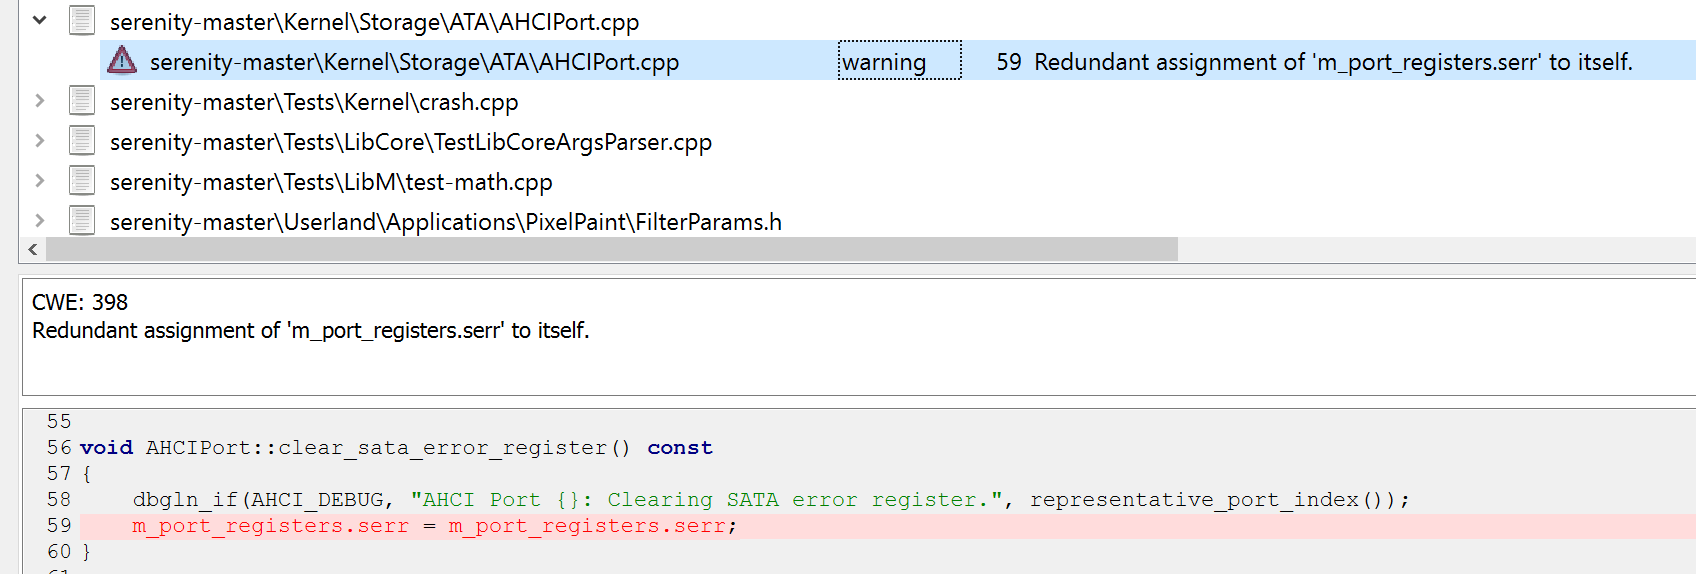 serenity-master\Kernel\Storage\ATA\AHCIPort.cpp
serenity-master\Kernel\Storage\ATA\AHCIPort.cpp warning 59 Redundant assignment of 'm_port_registers.serr' to itself.
serenity-master\Tests\Kernel\crash.cpp
serenity-master\Tests\LibCore\TestLibCoreArgsParser.cpp
serenity-master\Tests\LibM\test-math.cpp
serenity-master\Userland\Applications\PixelPaint\FilterParams.h
CWE: 398
Redundant assignment of 'm_port_registers.serr' to itself.
55
56 void AHCIPort::clear_sata_error_register() const
57 {
58     dbgln_if(AHCI_DEBUG, "AHCI Port {}: Clearing SATA error register.", representative_port_index());
59     m_port_registers.serr = m_port_registers.serr;
60 }